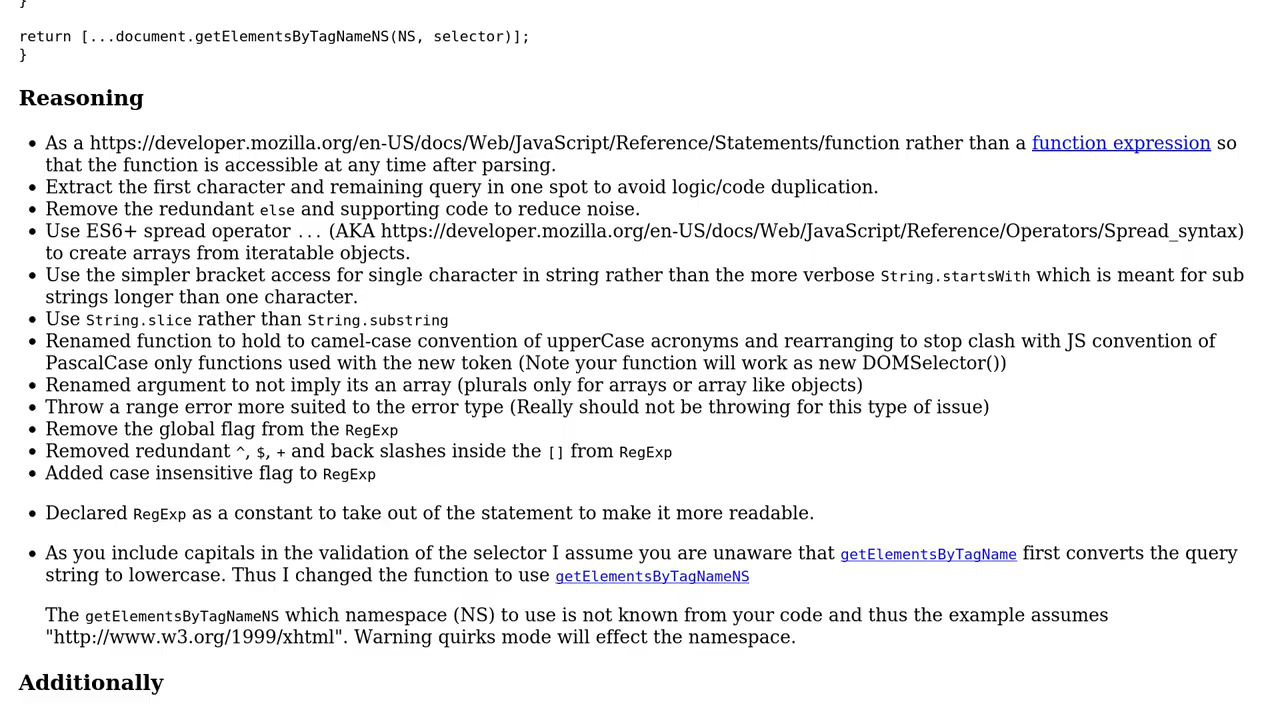 }
return [...document.getElementsByTagNameNS(NS, selector)];
}
Reasoning
• As a https://developer.mozilla.org/en-US/docs/Web/JavaScript/Reference/Statements/function rather than a function expression so
that the function is accessible at any time after parsing.
• Extract the first character and remaining query in one spot to avoid logic/code duplication.
• Remove the redundant else and supporting code to reduce noise.
• Use ES6+ spread operator ... (AKA https://developer.mozilla.org/en-US/docs/Web/JavaScript/Reference/Operators/Spread_syntax)
to create arrays from iteratable objects.
• Use the simpler bracket access for single character in string rather than the more verbose String.startsWith which is meant for sub
strings longer than one character.
• Use String.slice rather than String.substring
• Renamed function to hold to camel-case convention of upperCase acronyms and rearranging to stop clash with JS convention of
PascalCase only functions used with the new token (Note your function will work as new DOMSelector())
• Renamed argument to not imply its an array (plurals only for arrays or array like objects)
• Throw a range error more suited to the error type (Really should not be throwing for this type of issue)
• Remove the global flag from the RegExp
• Removed redundant ^, $, + and back slashes inside the [] from RegExp
• Added case insensitive flag to RegExp
• Declared RegExp as a constant to take out of the statement to make it more readable.
• As you include capitals in the validation of the selector I assume you are unaware that getElementsByTagName first converts the query
string to lowercase. Thus I changed the function to use getElementsByTagNameNS
The getElementsByTagNameNS which namespace (NS) to use is not known from your code and thus the example assumes
"http://www.w3.org/1999/xhtml". Warning quirks mode will effect the namespace.
Additionally